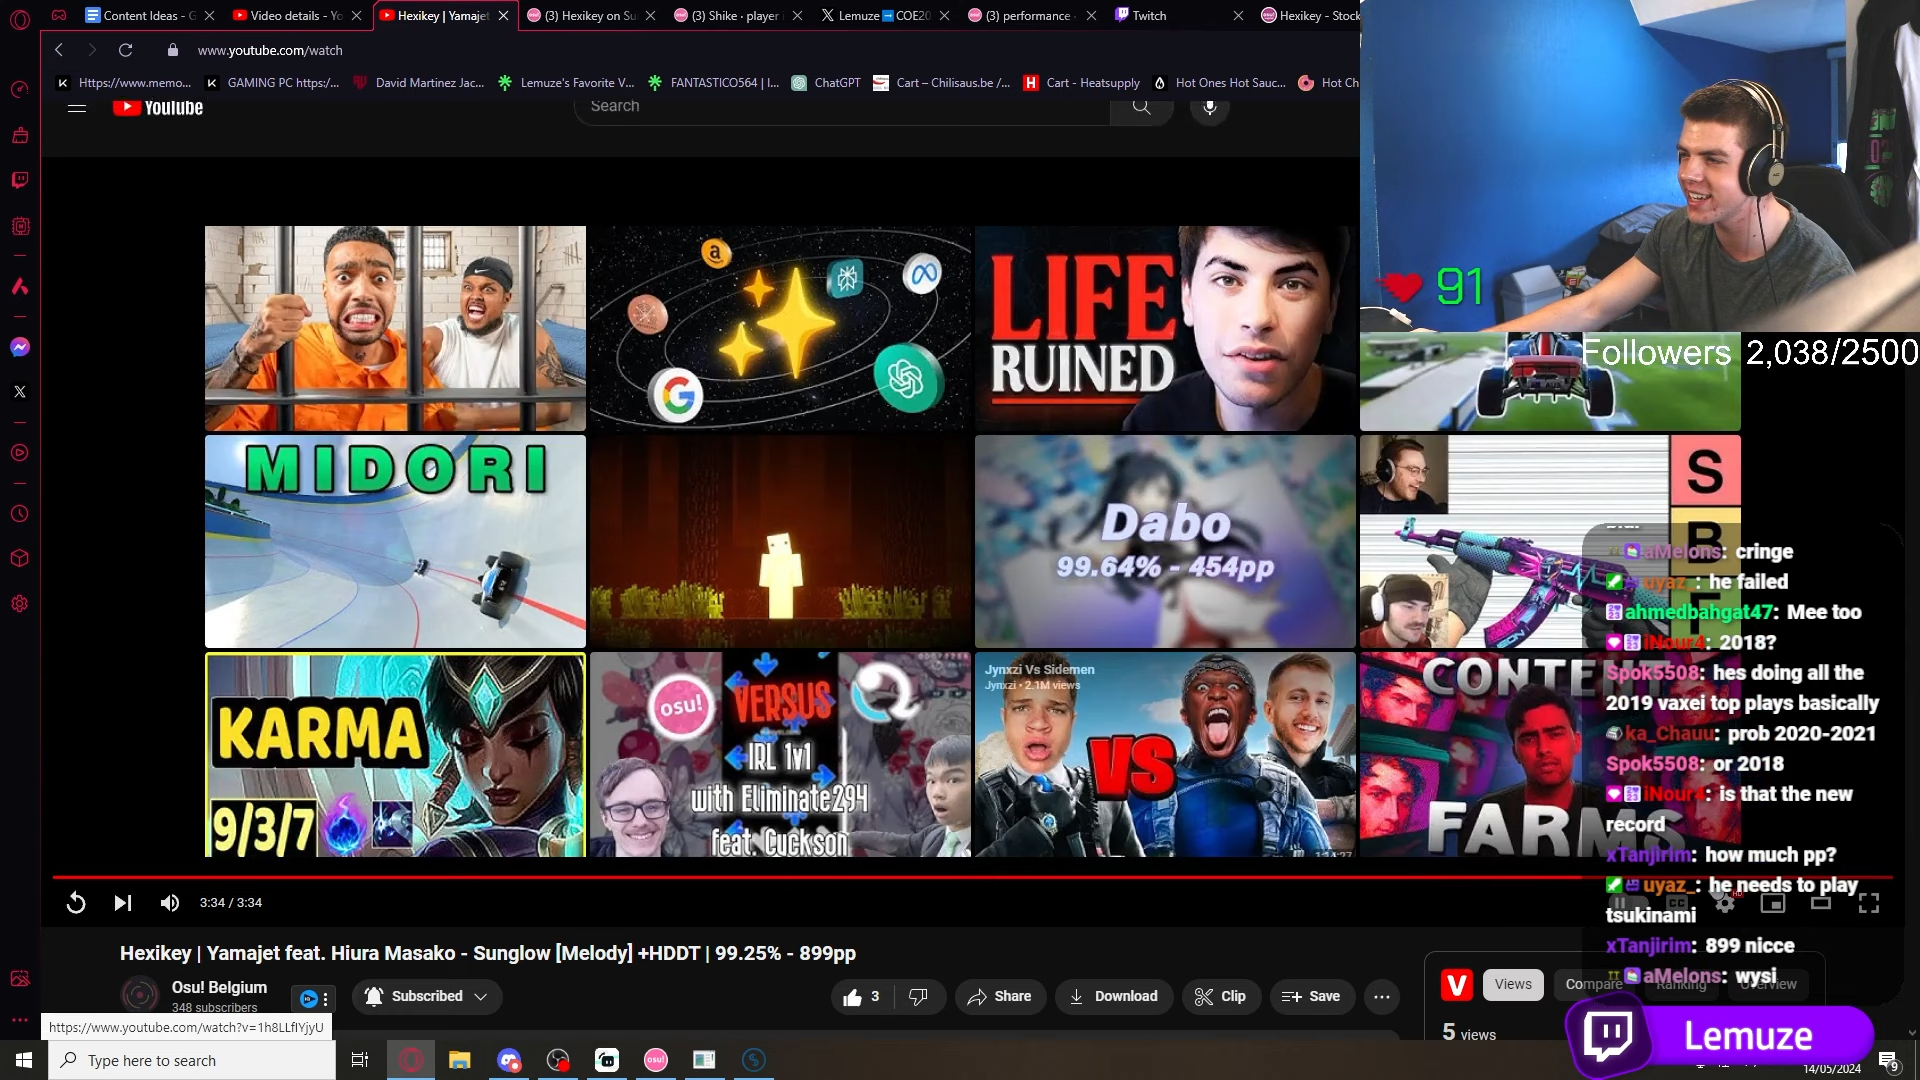 Content Ideas - G
Video details - Yo
Hexikey | Yamajet
(3) Hexikey on Su
(3) Shike · player
Lemuze➡️COE20
(3) performance
Twitch
Hexikey - Stock
www.youtube.com/watch
Https://www.memo...
GAMING PC https:/...
David Martinez Jac...
Lemuze's Favorite V...
FANTASTICO564 | I...
ChatGPT
Cart – Chilisaus.be /...
Cart - Heatsupply
Hot Ones Hot Sauc...
Hot Ch
YouTube
Search
91
Followers 2,038/2500
LIFE
RUINED
MIDORI
Dabo
99.64% - 454pp
S
B
KARMA
9/3/7
osu!
VERSUS
IRL 1v1
with Eliminate294
feat. Cuckson
Jynxzi Vs Sidemen
Jynxzi • 2.1M views
VS
1:14:27
CONTENT
FARMS
aMelons: cringe
uyaz_: he failed
ahmedbahgat47: Mee too
iNour4: 2018?
Spok5508: hes doing all the
2019 vaxei top plays basically
ka_Chauu: prob 2020-2021
Spok5508: or 2018
iNour4: is that the new
record
xTanjirim: how much pp?
uyaz_: he needs to play
tsukinami
xTanjirim: 899 nicce
aMelons: wysi
3:34 / 3:34
Hexikey | Yamajet feat. Hiura Masako - Sunglow [Melody] +HDDT | 99.25% - 899pp
Osu! Belgium
348 subscribers
Subscribed
3
Share
Download
Clip
Save
Views
Compare
Ranking
Overview
5 views
https://www.youtube.com/watch?v=1h8LLfIYjyU
Lemuze
Type here to search
14/05/2024
9